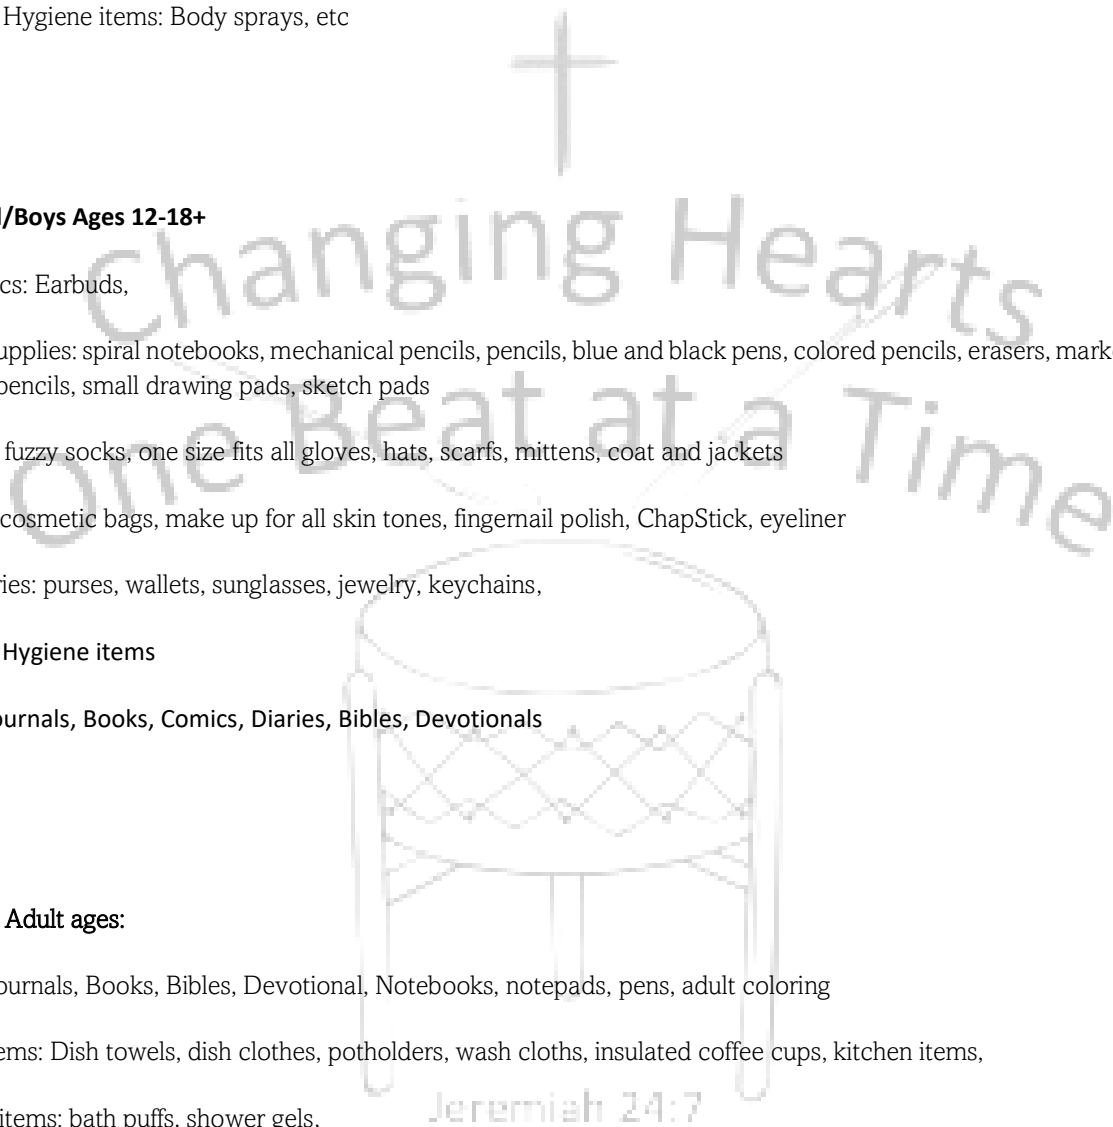 Hygiene items: Body sprays, etc
/Boys Ages 12-18+
cs: Earbuds,
upplies: spiral notebooks, mechanical pencils, pencils, blue and black pens, colored pencils, erasers, mark
pencils, small drawing pads, sketch pads
fuzzy socks, one size fits all gloves, hats, scarfs, mittens, coat and jackets
cosmetic bags, make up for all skin tones, fingernail polish, ChapStick, eyeliner
ries: purses, wallets, sunglasses, jewelry, keychains,
Hygiene items
ournals, Books, Comics, Diaries, Bibles, Devotionals
Adult ages:
ournals, Books, Bibles, Devotional, Notebooks, notepads, pens, adult coloring
ems: Dish towels, dish clothes, potholders, wash cloths, insulated coffee cups, kitchen items,
items: bath puffs, shower gels,
Changing Hearts
One Beat at a Time
Jeremiah 24:7